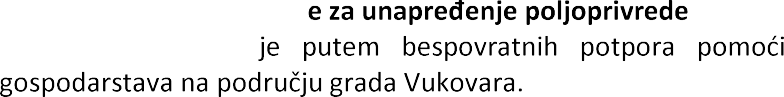 e za unapređenje poljoprivrede
je putem bespovratnih potpora pomoći
gospodarstava na području grada Vukovara.